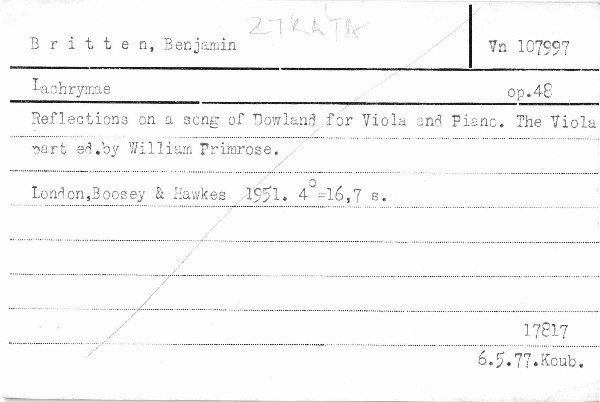 ZTRÁTA
B r i t t e n, Benjamin
Vn 107997
Lachrymae
op.48
Reflections on a song of Dowland for Viola and Piano. The Viola
part ed.by William Primrose.
London,Boosey & Hawkes 1951. 4°=16,7 s.
17817
6.5.77.Koub.